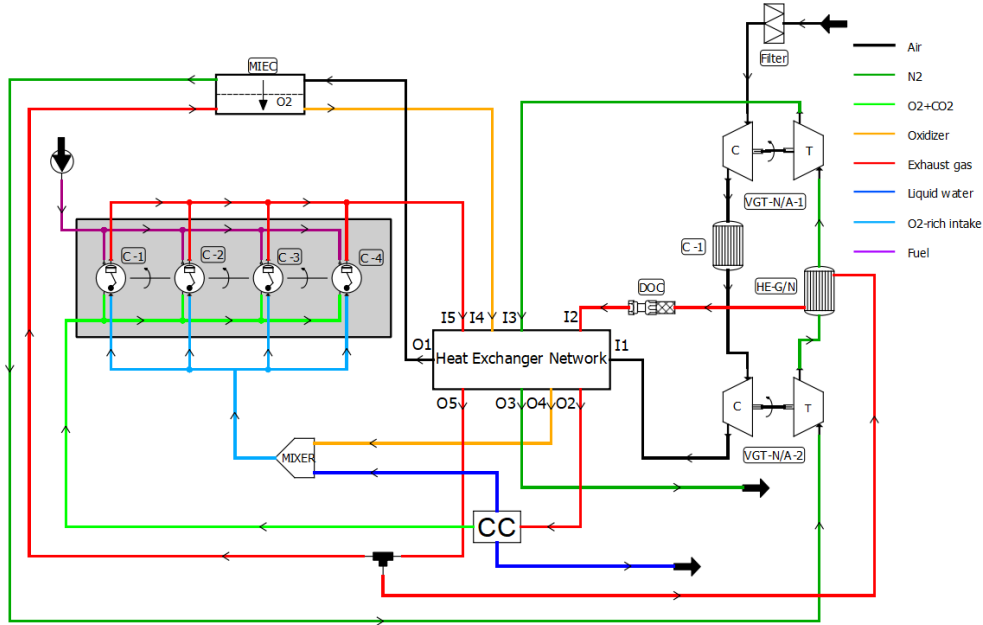 Filter
Air
MIEC
N2
O2
O2+CO2
Oxidizer
C
T
Exhaust gas
VGT-N/A-1
Liquid water
O2-rich intake
Fuel
C -1
C -1
C -2
C -3
C -4
DOC
HE-G/N
I5
I4
I3
I2
O1
I1
Heat Exchanger Network
O5
O3
O4
O2
C
T
MIXER
VGT-N/A-2
CC